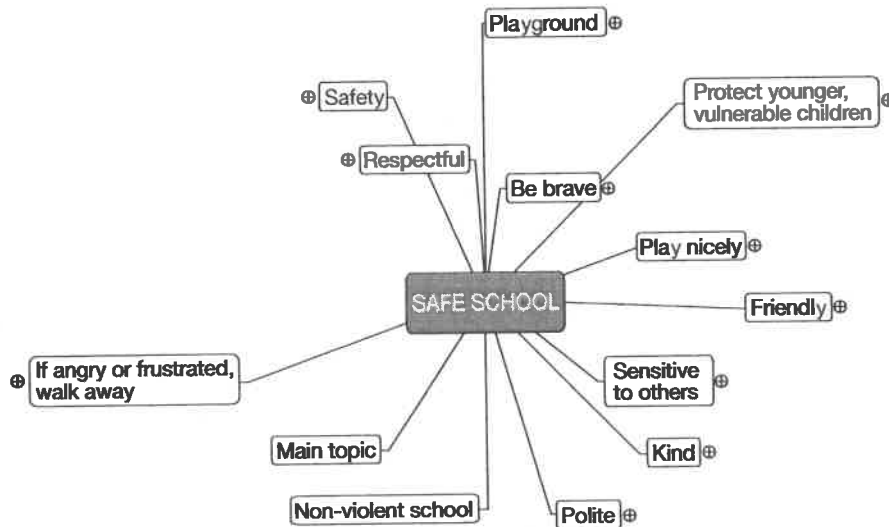 Playground
Safety
Protect younger,
vulnerable children
Respectful
Be brave
Play nicely
SAFE SCHOOL
Friendly
If angry or frustrated,
walk away
Sensitive
to others
Main topic
Kind
Non-violent school
Polite